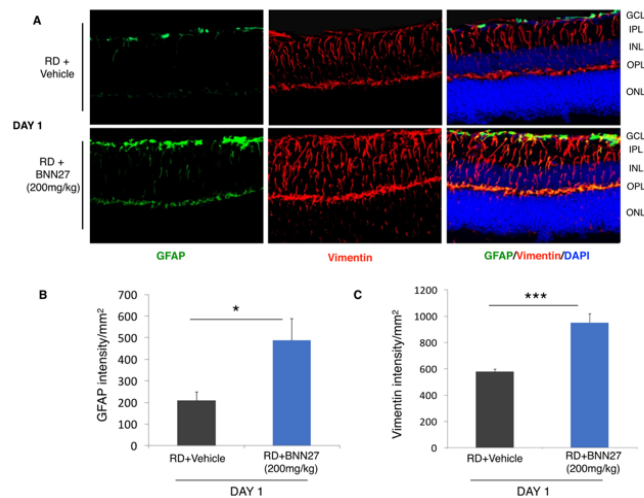 A
RD +
Vehicle
DAY 1
RD +
BNN27
(200mg/kg)
GCL
IPL
INL
OPL
ONL
GCL
IPL
INL
OPL
ONL
GFAP
Vimentin
GFAP/Vimentin/DAPI
B
GFAP intensity/mm²
700
600
500
400
300
200
100
0
*
RD+Vehicle
RD+BNN27
(200mg/kg)
DAY 1
C
Vimentin intensity/mm²
1200
1000
800
600
400
200
0
***
RD+Vehicle
RD+BNN27
(200mg/kg)
DAY 1